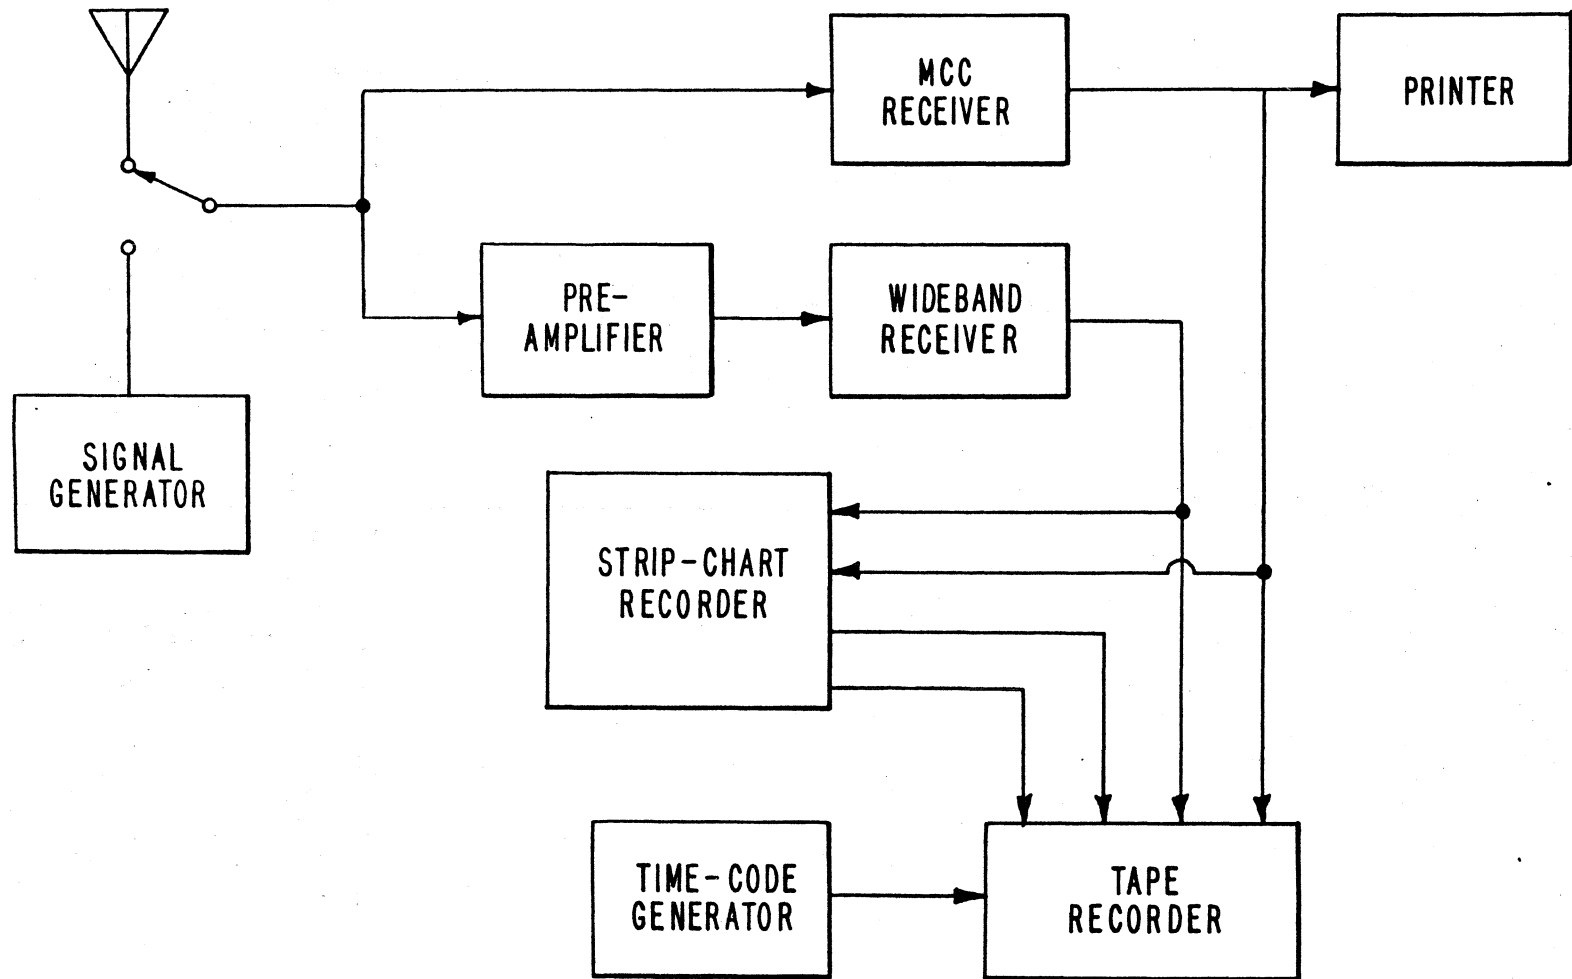 MCC
RECEIVER
PRINTER
PRE-
AMPLIFIER
WIDEBAND
RECEIVER
SIGNAL
GENERATOR
STRIP-CHART
RECORDER
TIME-CODE
GENERATOR
TAPE
RECORDER